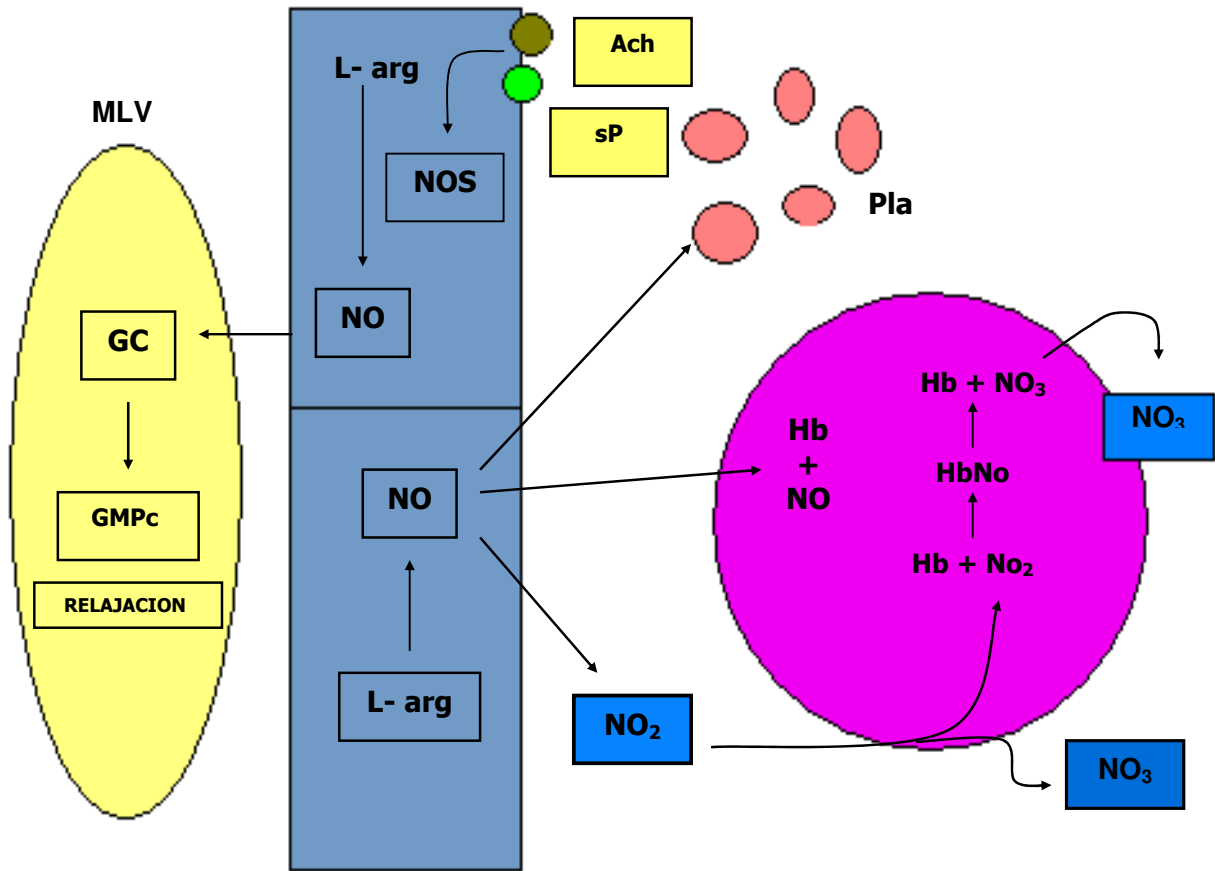 Ach
L- arg
MLV
sP
NOS
Pla
NO
GC
Hb + NO₃
NO₃
Hb
+
NO
HbNo
NO
GMPc
Hb + No₂
RELAJACION
L- arg
NO₂
NO₃